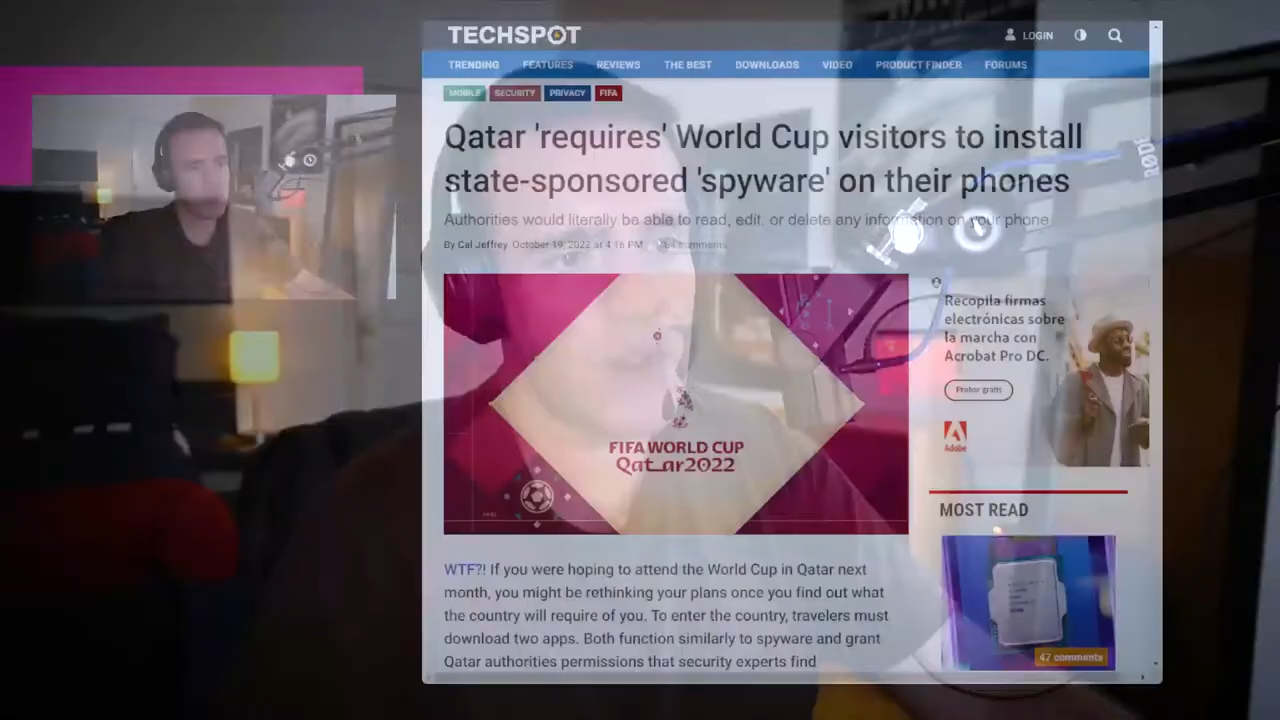 TECHSPOT
LOGIN
TRENDING FEATURES REVIEWS THE BEST DOWNLOADS VIDEO PRODUCT FINDER FORUMS
MOBILE SECURITY PRIVACY FIFA
Qatar 'requires' World Cup visitors to install
state-sponsored 'spyware' on their phones
Authorities would literally be able to read, edit, or delete any information on your phone
By Cal Jeffrey October 19, 2022 at 4:16 PM comments
FIFA WORLD CUP
Qatar2022
Recopila firmas
electrónicas sobre
la marcha con
Acrobat Pro DC.
Probar gratis
Adobe
MOST READ
47 comments
WTF?! If you were hoping to attend the World Cup in Qatar next
month, you might be rethinking your plans once you find out what
the country will require of you. To enter the country, travelers must
download two apps. Both function similarly to spyware and grant
Qatar authorities permissions that security experts find
RØDE